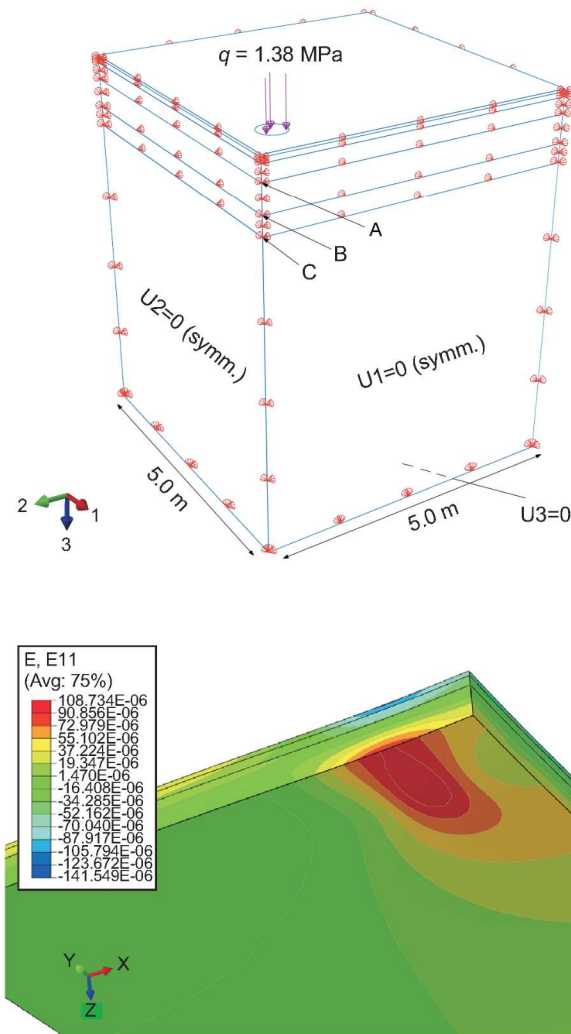 q = 1.38 MPa
A
B
C
U2=0 (symm.)
U1=0 (symm.)
5.0 m
5.0 m
U3=0
2
1
3
E, E11
(Avg: 75%)
108.734E-06
90.856E-06
72.979E-06
55.102E-06
37.224E-06
19.347E-06
1.470E-06
-16.408E-06
-34.285E-06
-52.162E-06
-70.040E-06
-87.917E-06
-105.794E-06
-123.672E-06
-141.549E-06
Y
X
Z